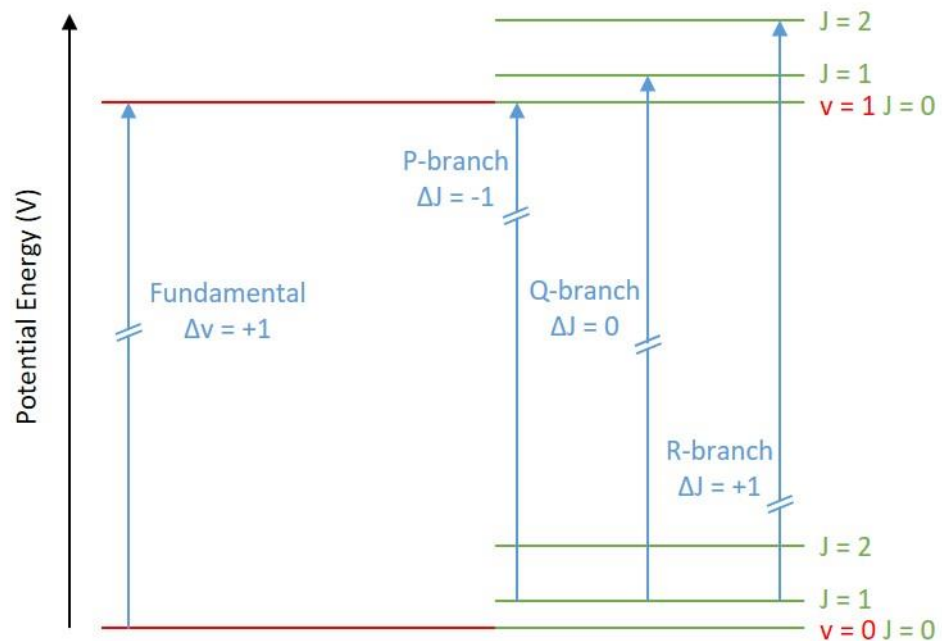 Potential Energy (V)
J = 2
J = 1
v = 1 J = 0
P-branch
ΔJ = -1
Fundamental
Δv = +1
Q-branch
ΔJ = 0
R-branch
ΔJ = +1
J = 2
J = 1
v = 0 J = 0